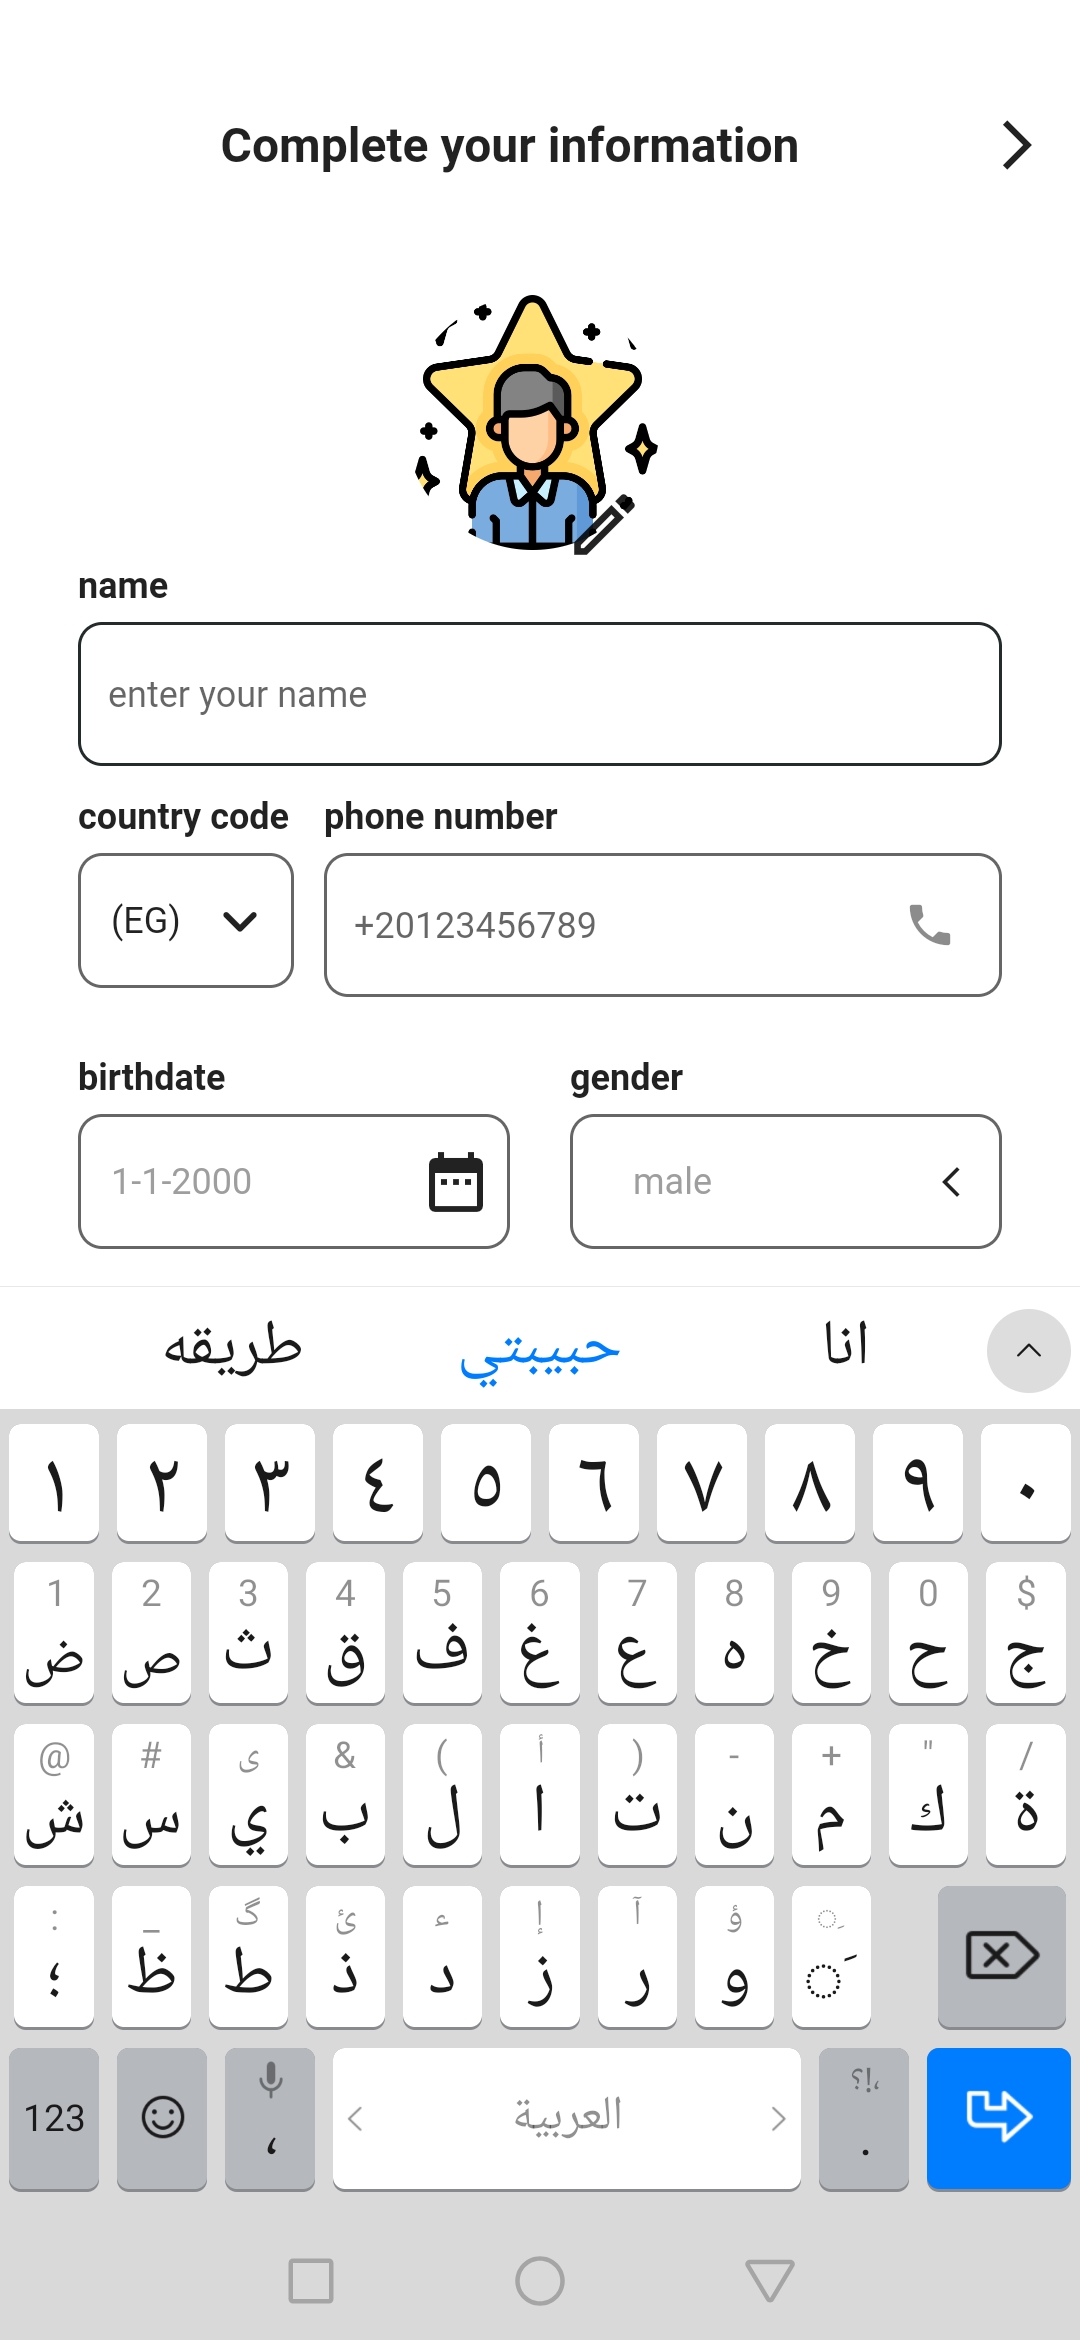 Complete your information
name
enter your name
country code phone number
(EG) +20123456789
birthdate gender
1-1-2000 male
انا حبيبتي طريقه
١ ٢ ٣ ٤ ٥ ٦ ٧ ٨ ٩ ٠
1 2 3 4 5 6 7 8 9 0 $
ض ص ث ق ف غ ع ه خ ح ج
@ # ى & ( أ ) - + " /
ش س ي ب ل ا ت ن م ك ة
: _ گ ئ ء إ آ ؤ ◌ِ
؛ ظ ط ذ د ز ر و ◌َ
،!؟
123 ، < العربية > .